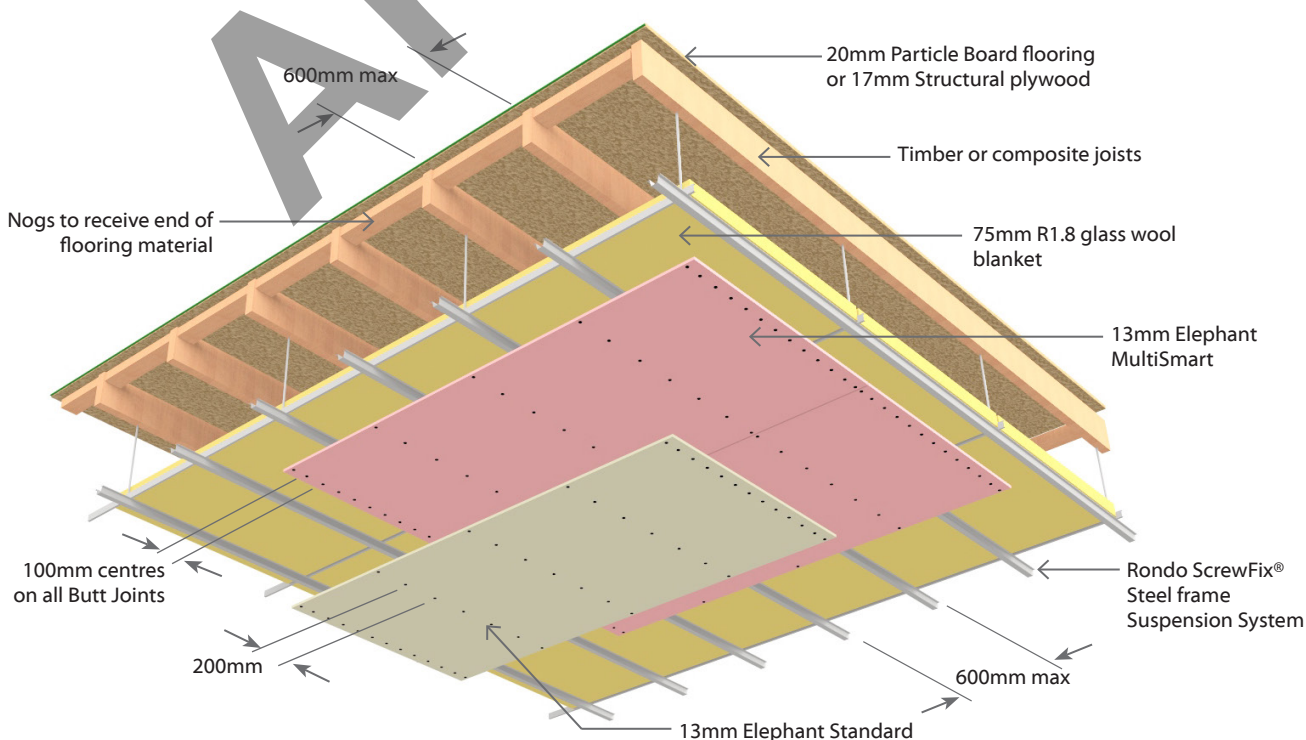 600mm max
20mm Particle Board flooring
or 17mm Structural plywood
Timber or composite joists
Nogs to receive end of
flooring material
75mm R1.8 glass wool
blanket
13mm Elephant
MultiSmart
100mm centres
on all Butt Joints
Rondo ScrewFix®
Steel frame
Suspension System
200mm
600mm max
13mm Elephant Standard